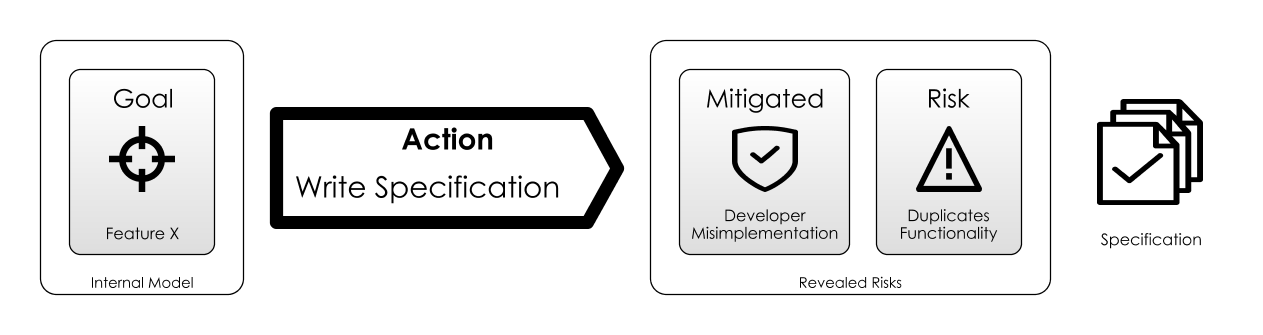 Goal
Feature X
Internal Model
Action
Write Specification
Mitigated
Developer
Misimplementation
Risk
Duplicates
Functionality
Revealed Risks
Specification